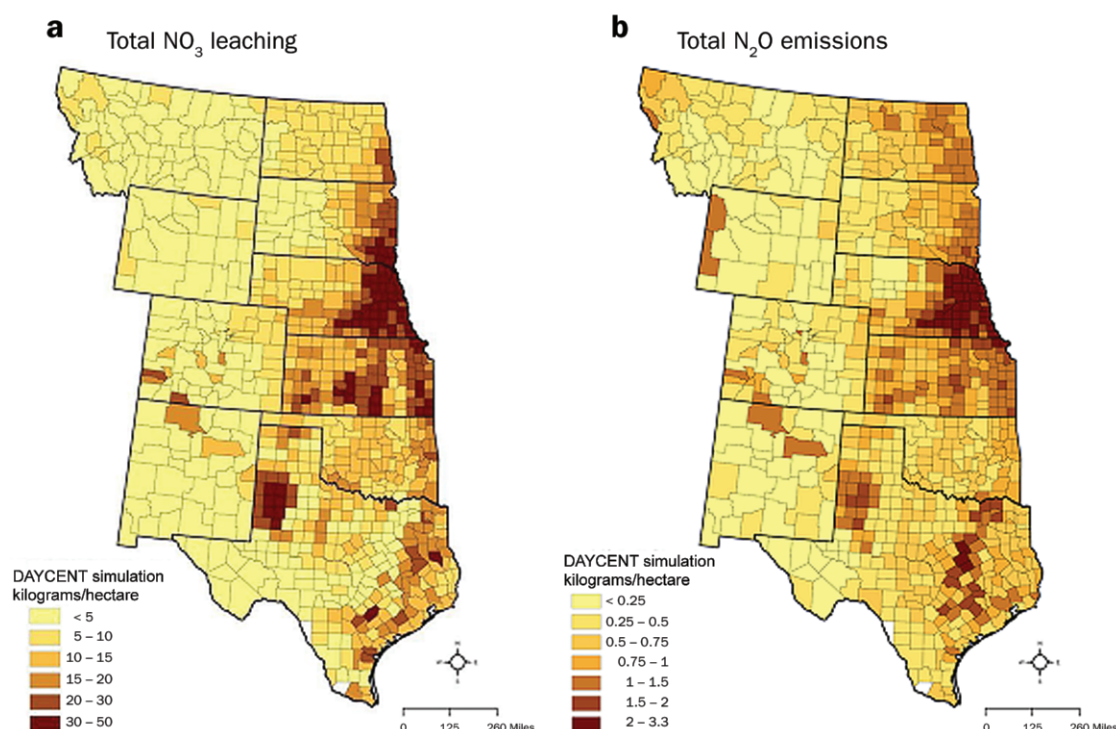 a Total NO₃ leaching
b Total N₂O emissions
DAYCENT simulation
kilograms/hectare
< 5
5 – 10
10 – 15
15 – 20
20 – 30
30 – 50
0 125 260 Miles
DAYCENT simulation
kilograms/hectare
< 0.25
0.25 – 0.5
0.5 – 0.75
0.75 – 1
1 – 1.5
1.5 – 2
2 – 3.3
0 125 260 Miles